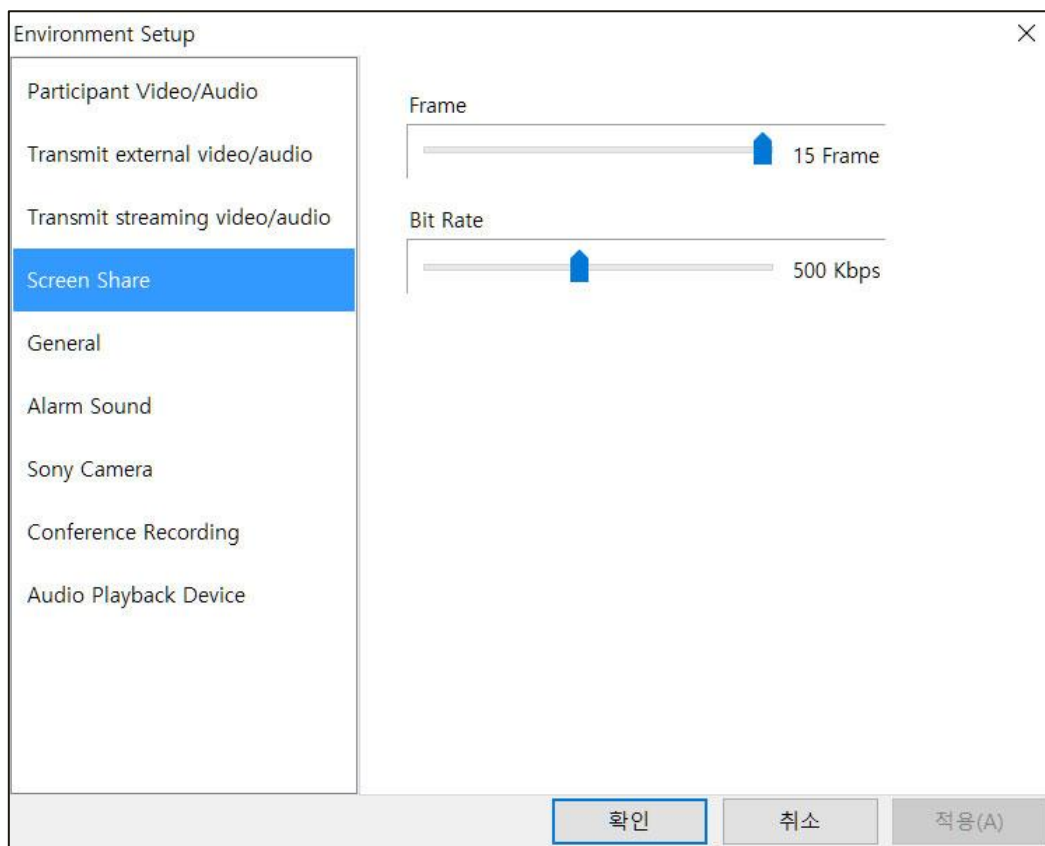 Environment Setup
Participant Video/Audio
Transmit external video/audio
Transmit streaming video/audio
Screen Share
General
Alarm Sound
Sony Camera
Conference Recording
Audio Playback Device
Frame
15 Frame
Bit Rate
500 Kbps
확인
취소
적용(A)